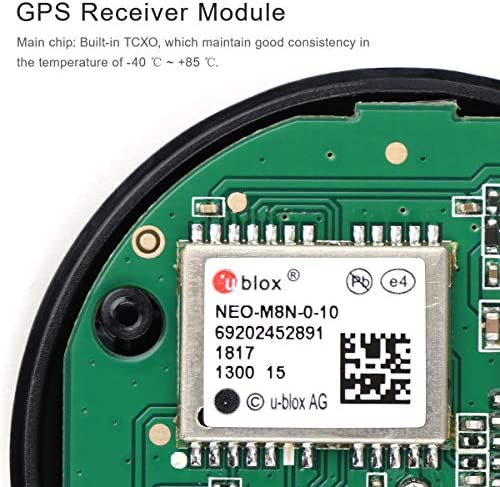 GPS Receiver Module
Main chip: Built-in TCXO, which maintain good consistency in
the temperature of -40 ℃ ~ +85 ℃.
ublox ®
Pb e4
NEO-M8N-0-10
69202452891
1817
1300 15
© u-blox AG